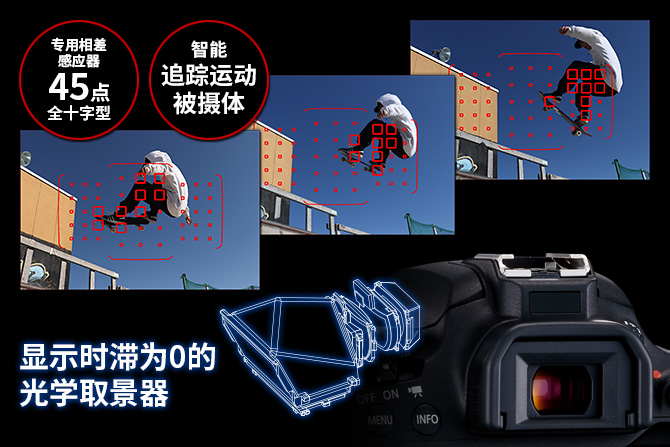 专用相差
感应器
45点
全十字型
智能
追踪运动
被摄体
显示时滞为0的
光学取景器
OFF ON
MENU
INFO